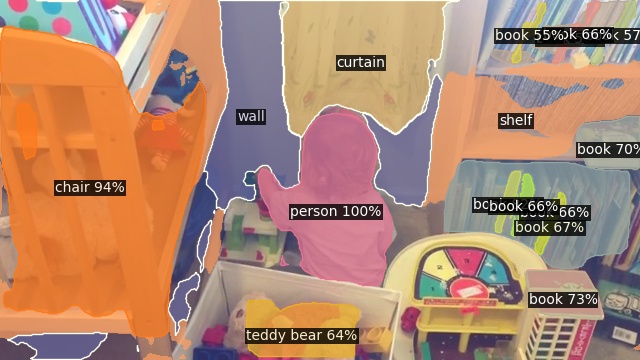 book 55%
book 66%
57
curtain
wall
shelf
book 70%
chair 94%
person 100%
book 66%
66%
book 67%
book 73%
teddy bear 64%